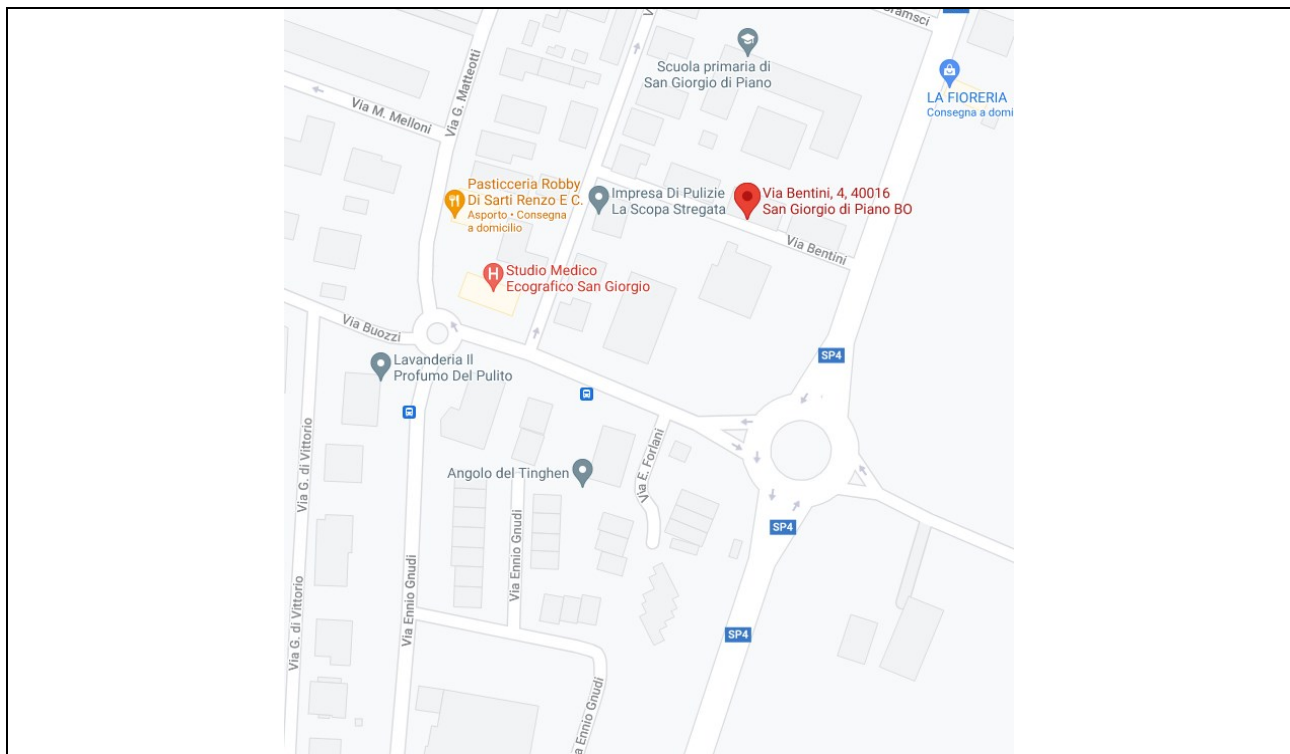 Gramsci
Scuola primaria di
San Giorgio di Piano
LA FIORERIA
Consegna a domi
Via G. Matteotti
Via M. Melloni
Pasticceria Robby
Di Sarti Renzo E C.
Asporto • Consegna
a domicilio
Impresa Di Pulizie
La Scopa Stregata
Via Bentini, 4, 40016
San Giorgio di Piano BO
Via Bentini
Studio Medico
Ecografico San Giorgio
Via Buozzi
SP4
Lavanderia Il
Profumo Del Pulito
Via G. di Vittorio
Via E. Forlani
Angolo del Tinghen
SP4
Via Ennio Gnudi
Via Ennio Gnudi
Via G. di Vittorio
SP4
a Ennio Gnudi